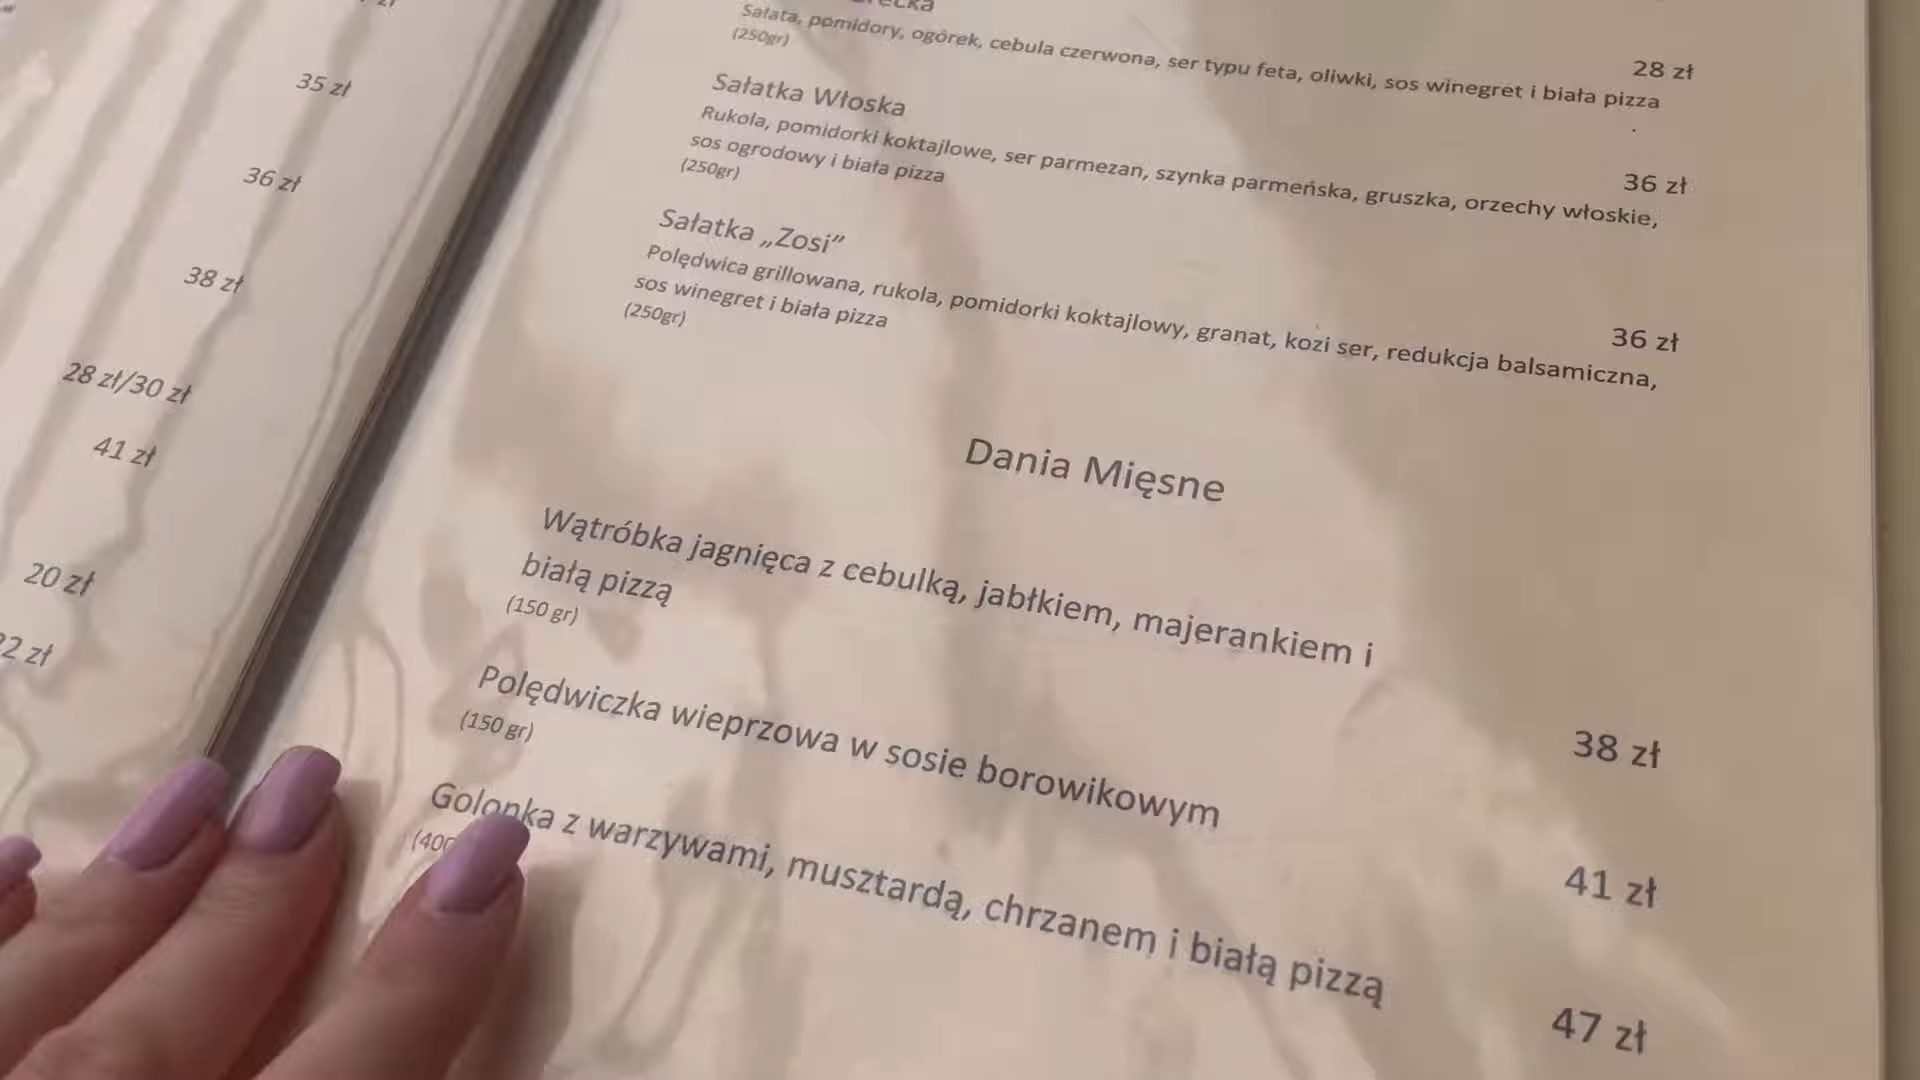 35 zł
36 zł
38 zł
28 zł/30 zł
41 zł
20 zł
zł
Sałata, pomidory, ogórek, cebula czerwona, ser typu feta, oliwki, sos winegret i biała pizza
(250gr)
28 zł
Sałatka Włoska
Rukola, pomidorki koktajlowe, ser parmezan, szynka parmeńska, gruszka, orzechy włoskie,
sos ogrodowy i biała pizza
(250gr)
36 zł
Sałatka „Zosi”
Polędwica grillowana, rukola, pomidorki koktajlowy, granat, kozi ser, redukcja balsamiczna,
sos winegret i biała pizza
(250gr)
36 zł
Dania Mięsne
Wątróbka jagnięca z cebulką, jabłkiem, majerankiem i
białą pizzą
(150 gr)
38 zł
Polędwiczka wieprzowa w sosie borowikowym
(150 gr)
41 zł
Golonka z warzywami, musztardą, chrzanem i białą pizzą
47 zł